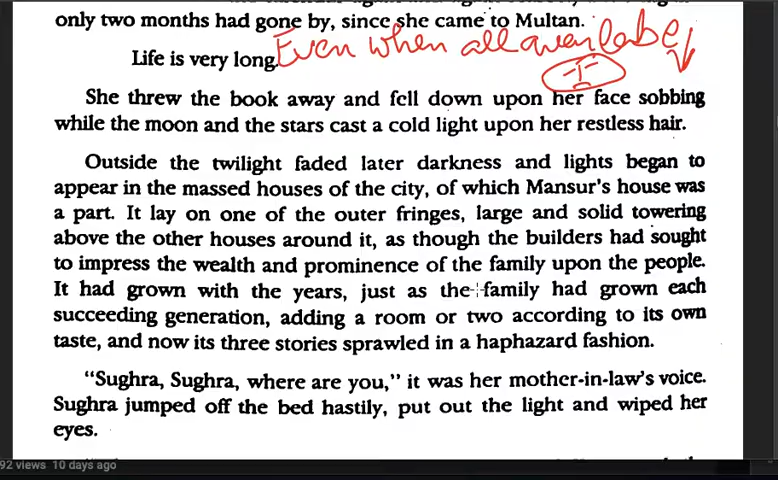 only two months had gone by, since she came to Multan.
Life is very long. Even when all
She threw the book away and fell down upon her face sobbing
while the moon and the stars cast a cold light upon her restless hair.
Outside the twilight faded later darkness and lights began to
appear in the massed houses of the city, of which Mansur's house was
a part. It lay on one of the outer fringes, large and solid towering
above the other houses around it, as though the builders had sought
to impress the wealth and prominence of the family upon the people.
It had grown with the years, just as the family had grown each
succeeding generation, adding a room or two according to its own
taste, and now its three stories sprawled in a haphazard fashion.
"Sughra, Sughra, where are you," it was her mother-in-law's voice.
Sughra jumped off the bed hastily, put out the light and wiped her
eyes.
92 views 10 days ago